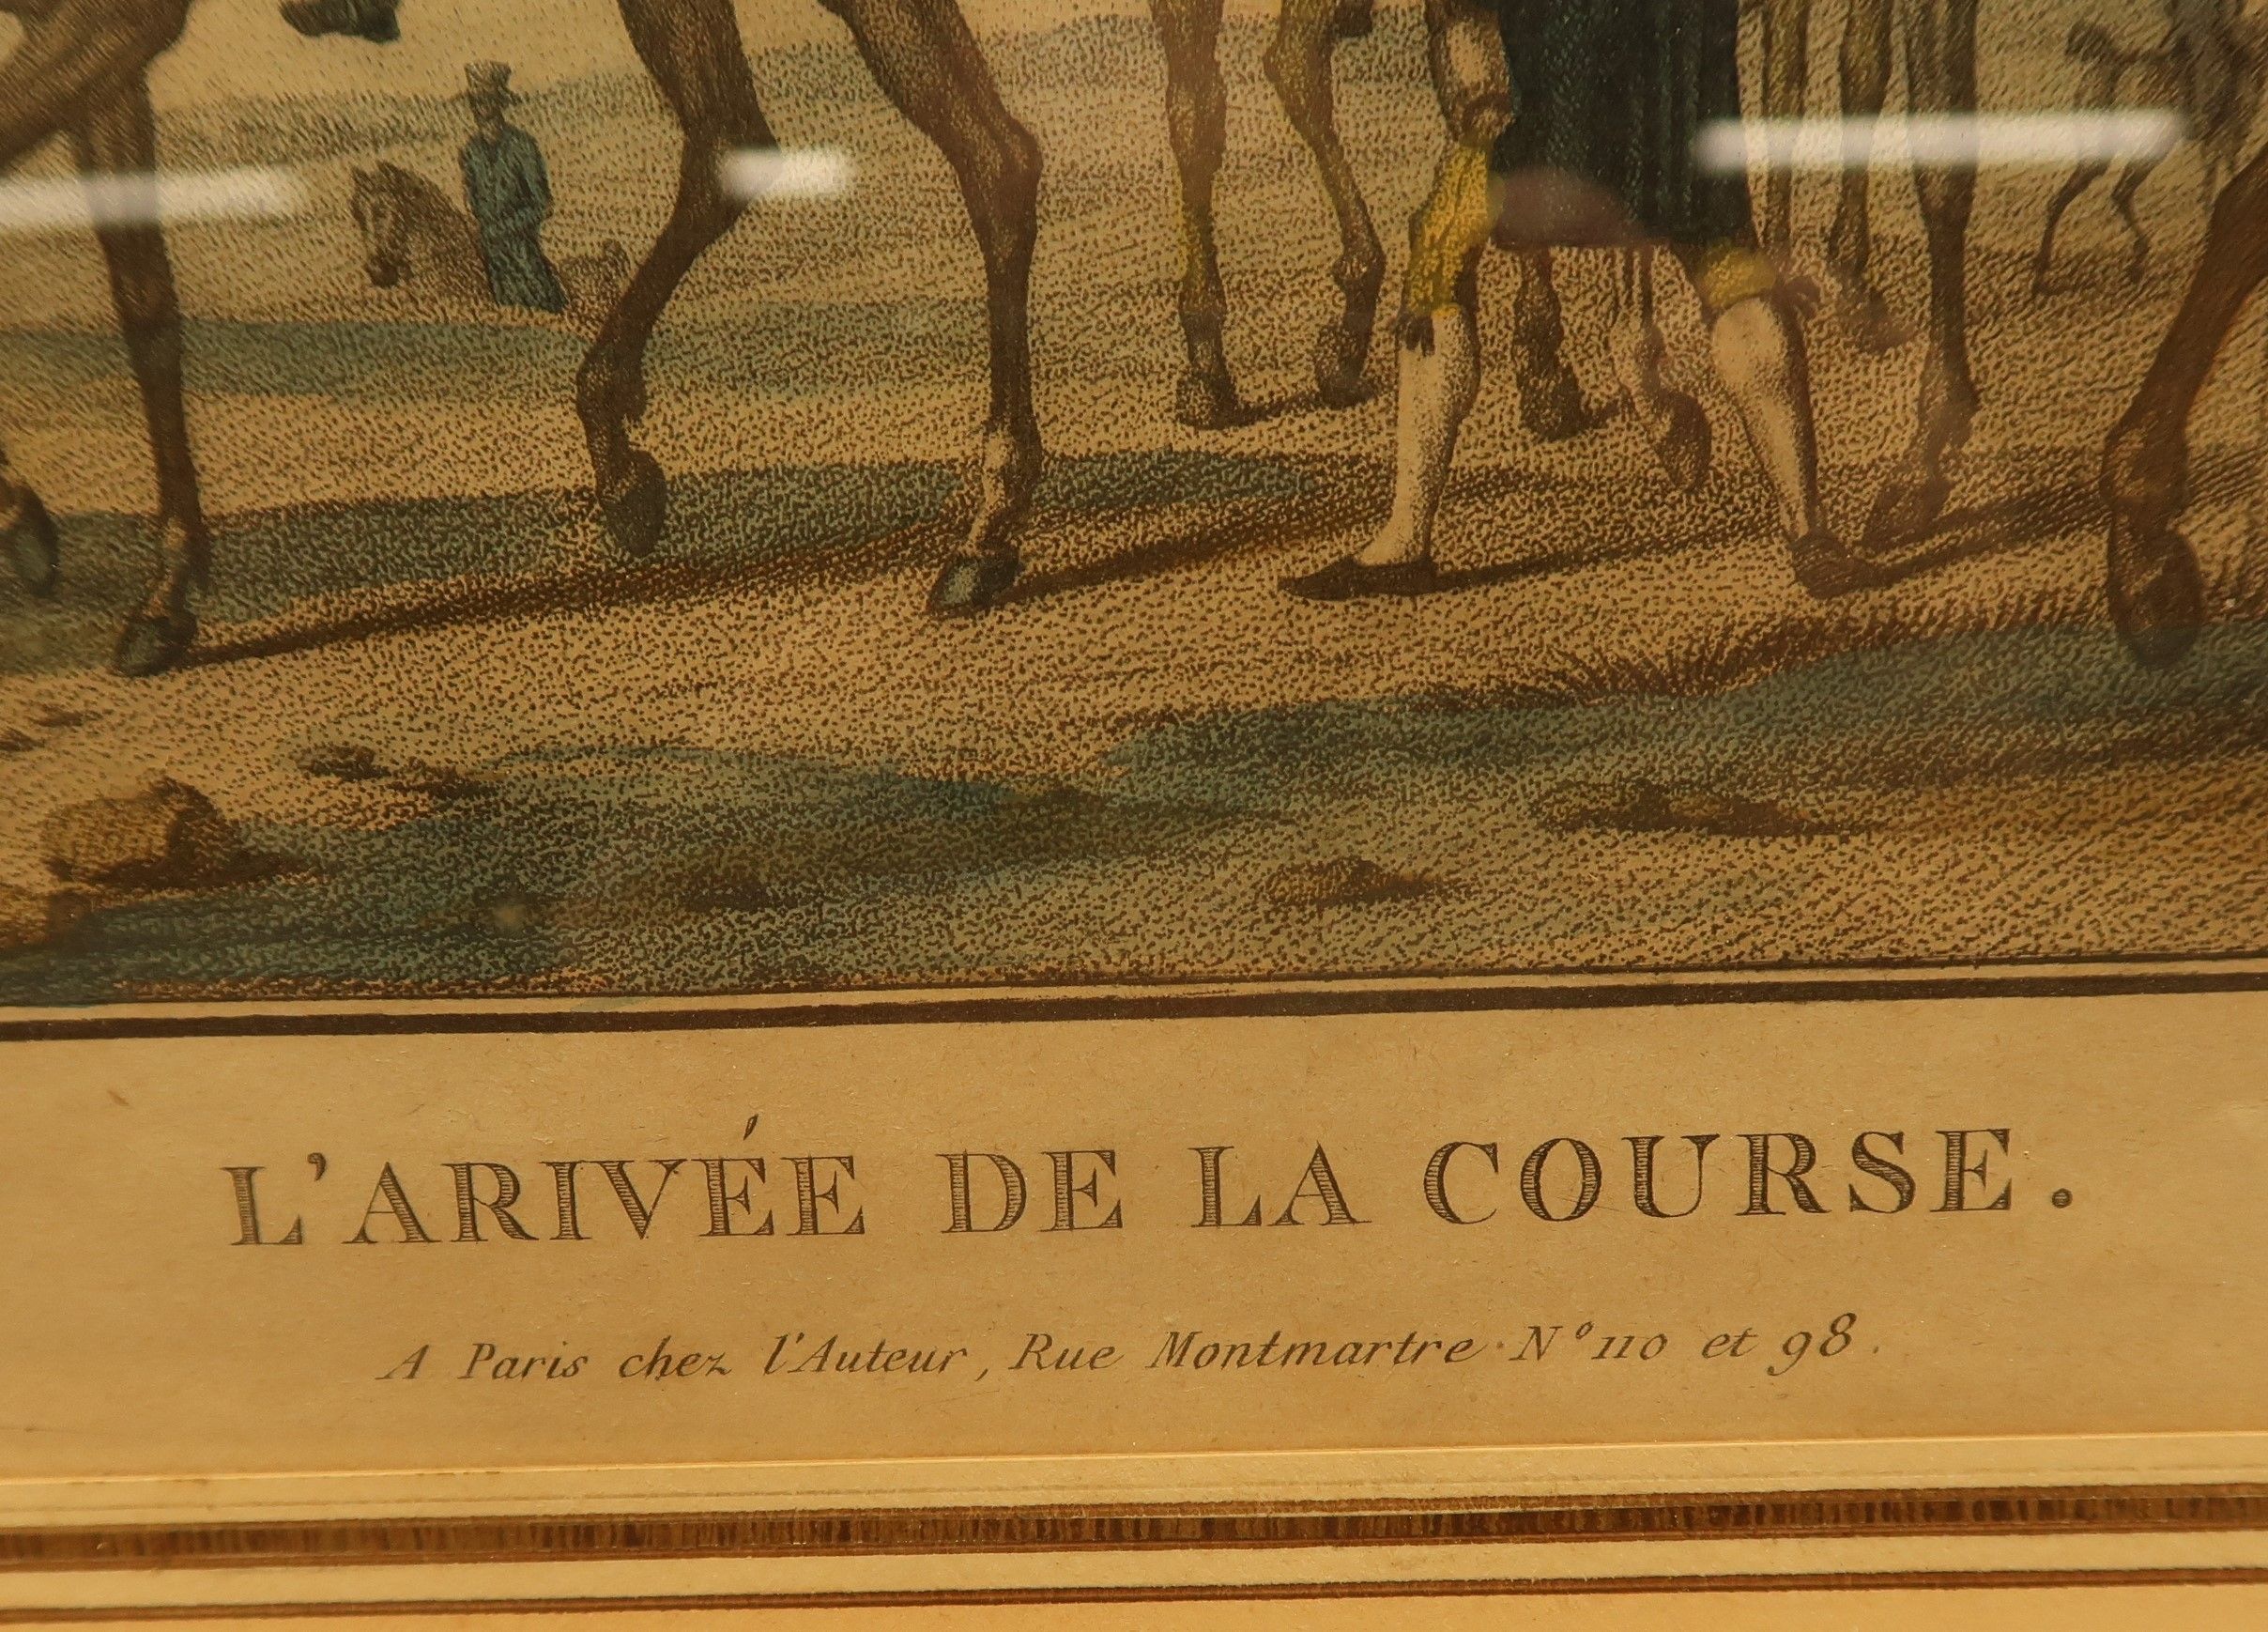 L'ARIVÉE DE LA COURSE.
A Paris chez l'Auteur, Rue Montmartre N° 110 et 98.